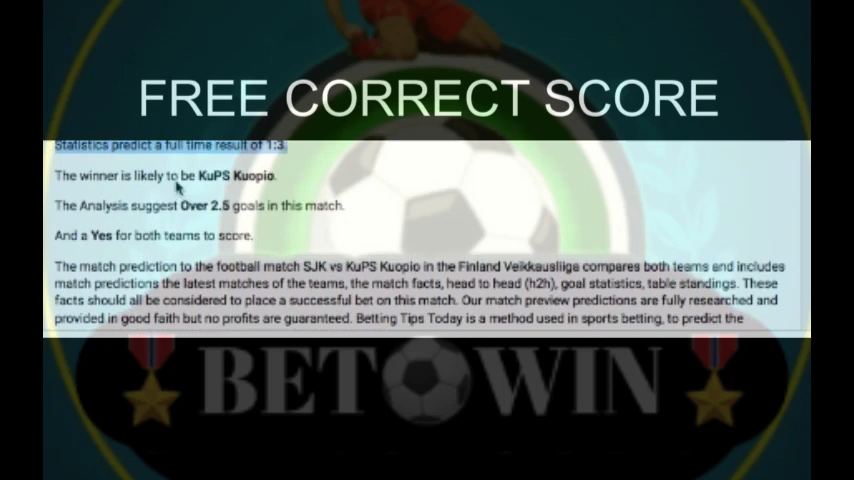 FREE CORRECT SCORE
Statistics predict a full time result of 1:3.
The winner is likely to be KuPS Kuopio.
The Analysis suggest Over 2.5 goals in this match.
And a Yes for both teams to score.
The match prediction to the football match SJK vs KuPS Kuopio in the Finland Veikkausliiga compares both teams and includes
match predictions the latest matches of the teams, the match facts, head to head (h2h), goal statistics, table standings. These
facts should all be considered to place a successful bet on this match. Our match preview predictions are fully researched and
provided in good faith but no profits are guaranteed. Betting Tips Today is a method used in sports betting, to predict the
BET WIN